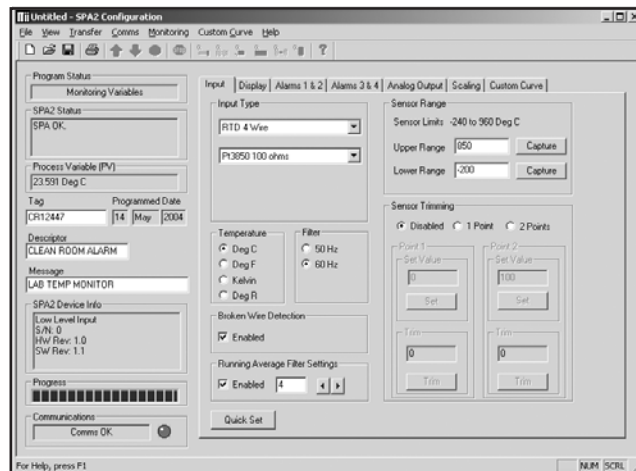 Untitled - SPA2 Configuration
File View Transfer Comms Monitoring Custom Curve Help
Program Status
Monitoring Variables
SPA2 Status
SPA OK.
Process Variable (PV)
23.591 Deg C
Tag
Programmed Date
CR12447
14 May 2004
Descriptor
CLEAN ROOM ALARM
Message
LAB TEMP MONITOR
SPA2 Device Info
Low Level Input
S/N: 0
HW Rev: 1.0
SW Rev: 1.1
Progress
Communications
Comms OK
Input Display Alarms 1 & 2 Alarms 3 & 4 Analog Output Scaling Custom Curve
Input Type
RTD 4 Wire
Pt3850 100 ohms
Temperature
Deg C
Deg F
Kelvin
Deg R
Filter
50 Hz
60 Hz
Broken Wire Detection
Enabled
Running Average Filter Settings
Enabled 4
Quick Set
Sensor Range
Sensor Limits -240 to 960 Deg C
Upper Range 850 Capture
Lower Range -200 Capture
Sensor Trimming
Disabled 1 Point 2 Points
Point 1
Set Value
0
Set
Trim
0
Trim
Point 2
Set Value
100
Set
Trim
0
Trim
For Help, press F1
NUM SCRL